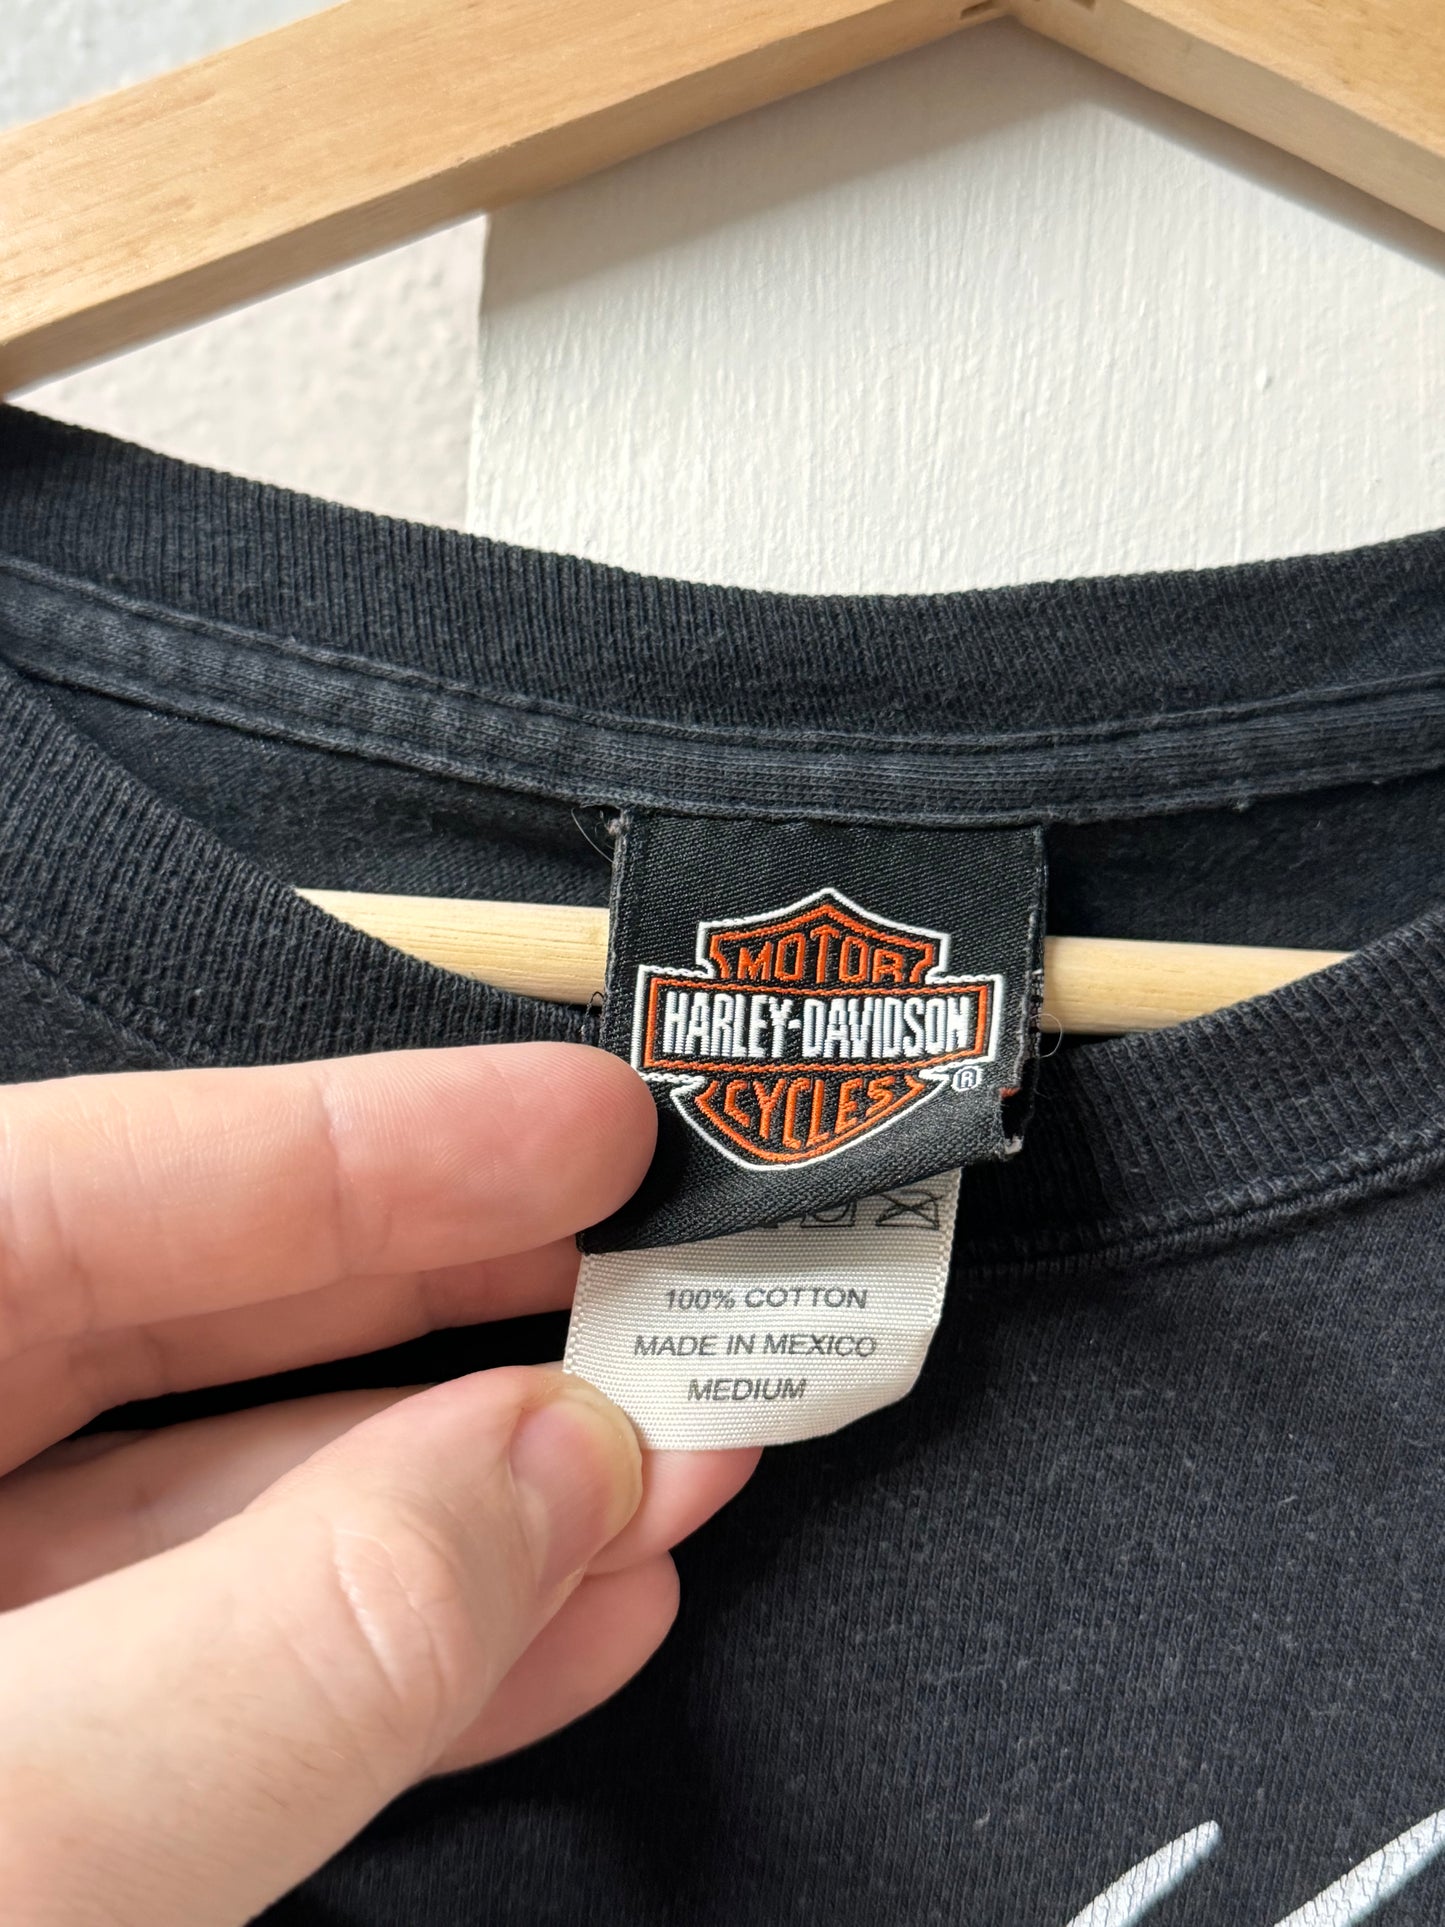 MOTOR
HARLEY-DAVIDSON
CYCLES
®
100% COTTON
MADE IN MEXICO
MEDIUM